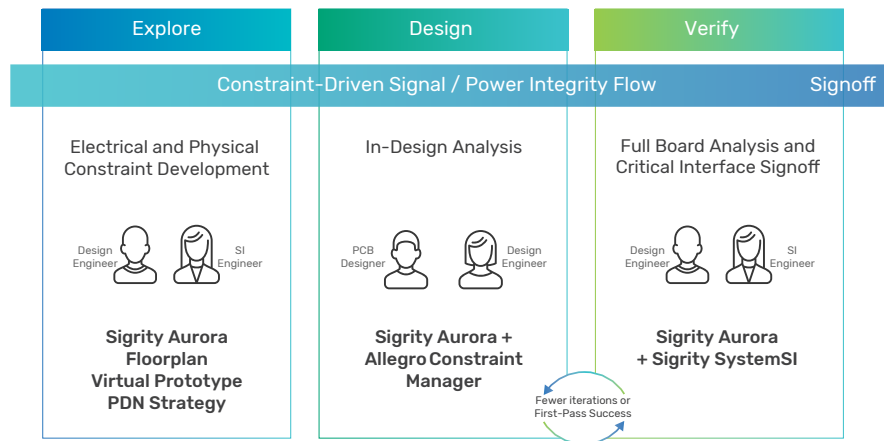 Explore
Design
Verify
Constraint-Driven Signal / Power Integrity Flow
Signoff
Electrical and Physical
Constraint Development
Design
Engineer
SI
Engineer
Sigrity Aurora
Floorplan
Virtual Prototype
PDN Strategy
In-Design Analysis
PCB
Designer
Design
Engineer
Sigrity Aurora +
Allegro Constraint
Manager
Full Board Analysis and
Critical Interface Signoff
Design
Engineer
SI
Engineer
Sigrity Aurora
+ Sigrity SystemSI
Fewer iterations or
First-Pass Success